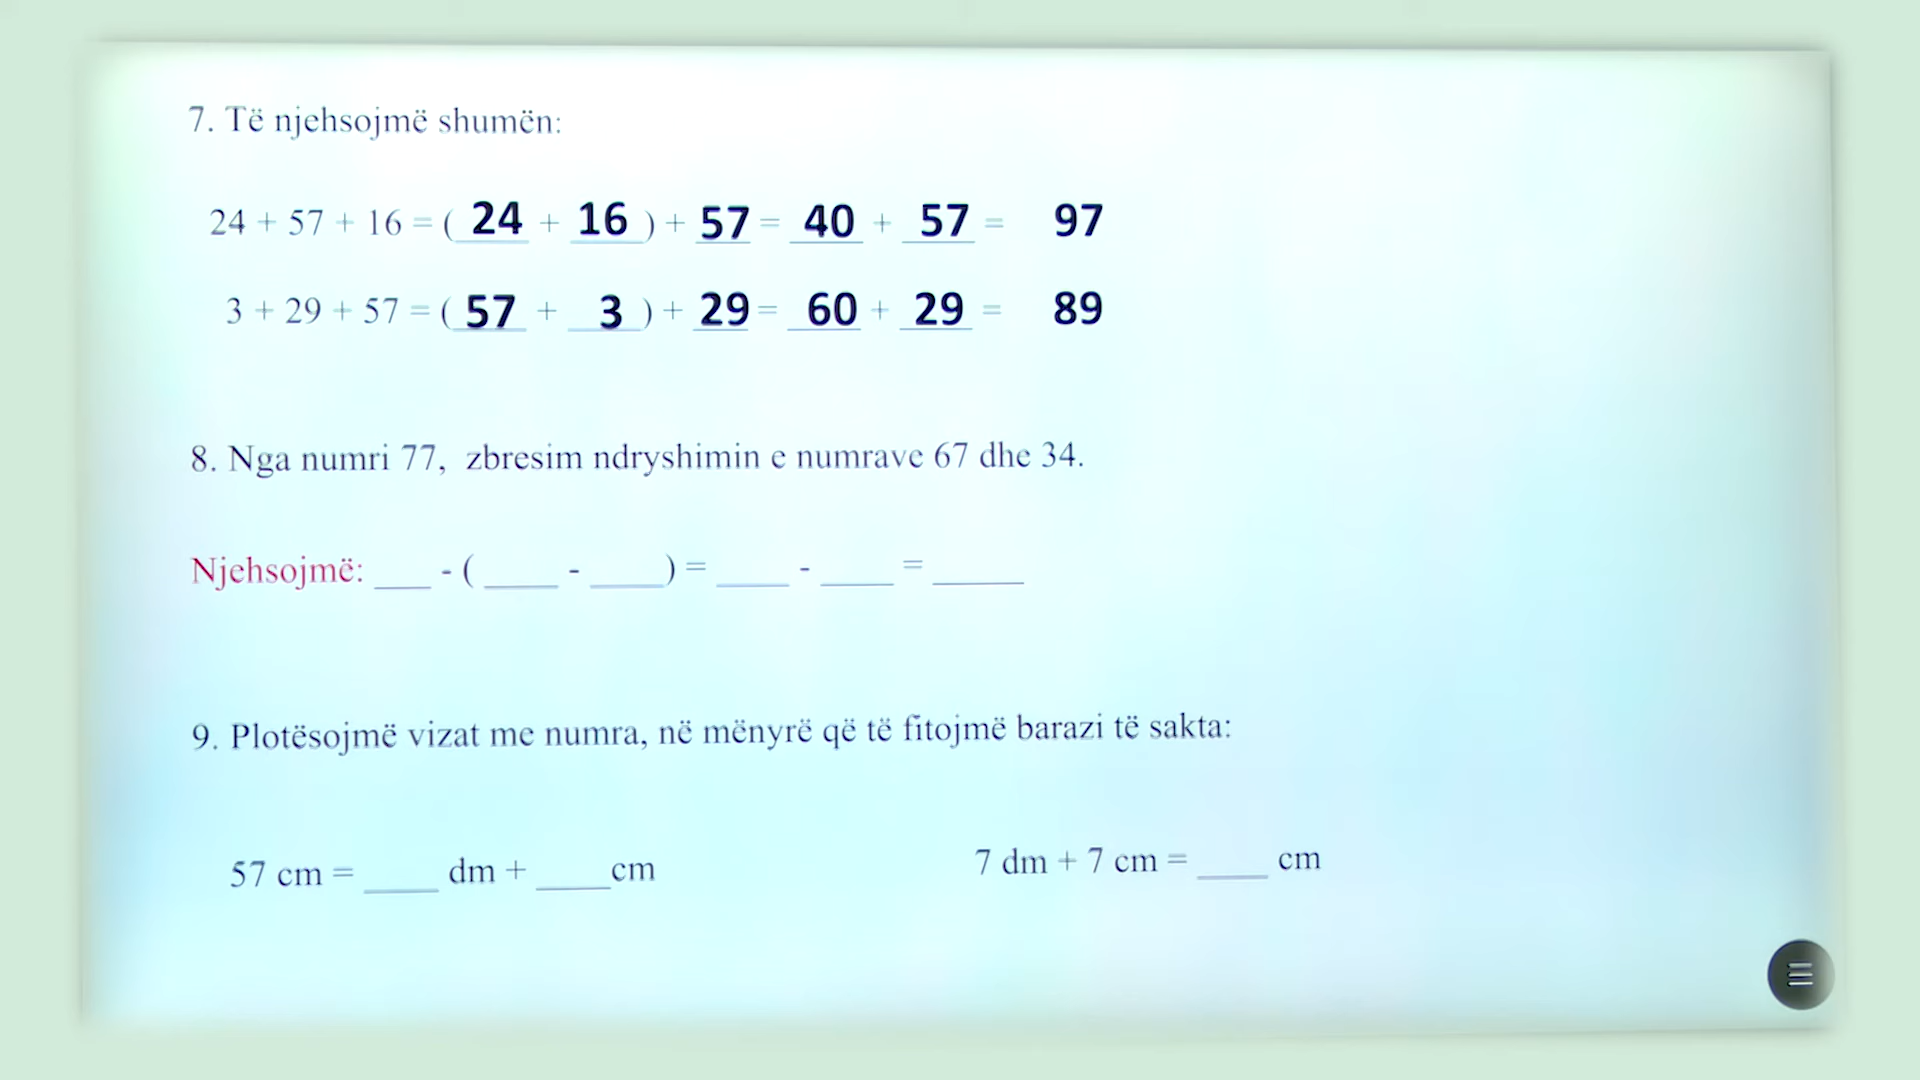 7. Të njehsojmë shumën:
24 + 57 + 16 = ( 24 + 16 ) + 57 = 40 + 57 = 97
3 + 29 + 57 = ( 57 + 3 ) + 29 = 60 + 29 = 89
8. Nga numri 77, zbresim ndryshimin e numrave 67 dhe 34.
Njehsojmë: ___ - ( ____ - ____) = ____ - ____ = _____
9. Plotësojmë vizat me numra, në mënyrë që të fitojmë barazi të sakta:
57 cm = ____ dm + ____cm 7 dm + 7 cm = ____ cm